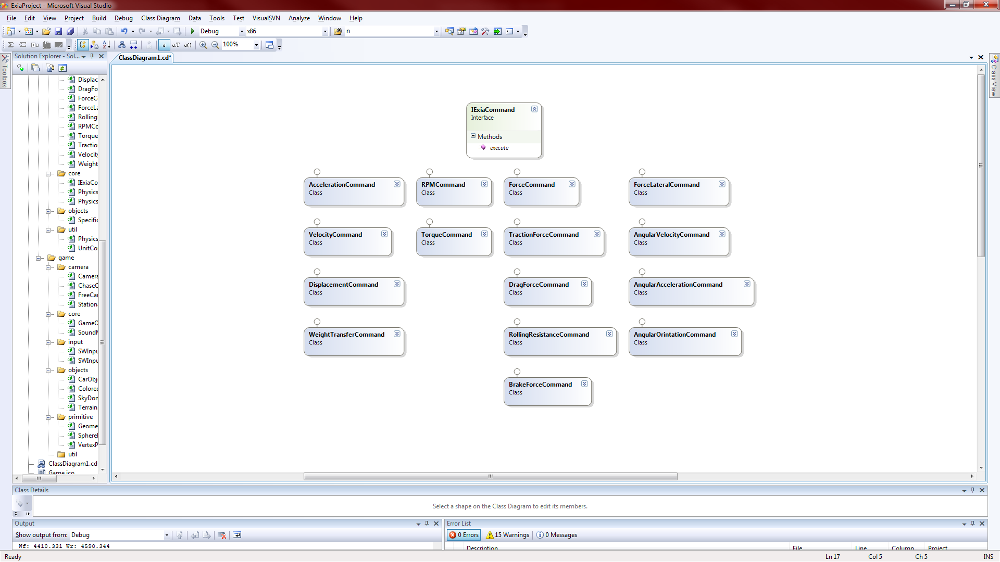 ExiaProject - Microsoft Visual Studio
File Edit View Project Build Debug Class Diagram Data Tools Test VisualSVN Analyze Window Help
Debug x86 n
a a:T a() 100%
Solution Explorer - Sol...
ClassDiagram1.cd*
Toolbox
Class View
Displac
DragFo
ForceC
ForceLa
Rolling
RPMCo
Torque
Tractio
Velocity
Weight
core
IExiaCo
Physics
Physics
objects
Specific
util
Physics
UnitCo
game
camera
Camera
ChaseC
FreeCar
Station
core
GameC
SoundM
input
SWInpu
SWInpu
objects
CarObj
Colored
SkyDon
Terrain
primitive
Geome
SphereP
VertexP
util
ClassDiagram1.cd
Game.ico
IExiaCommand
Interface
Methods
execute
AccelerationCommand
Class
RPMCommand
Class
ForceCommand
Class
ForceLateralCommand
Class
VelocityCommand
Class
TorqueCommand
Class
TractionForceCommand
Class
AngularVelocityCommand
Class
DisplacementCommand
Class
DragForceCommand
Class
AngularAccelerationCommand
Class
WeightTransferCommand
Class
RollingResistanceCommand
Class
AngularOrintationCommand
Class
BrakeForceCommand
Class
Class Details
Select a shape on the Class Diagram to edit its members.
Output
Show output from: Debug
Wf: 4410.331 Wr: 4590.344
Error List
0 Errors 15 Warnings 0 Messages
Description File Line Column Project
Ready Ln 17 Col 5 Ch 5 INS